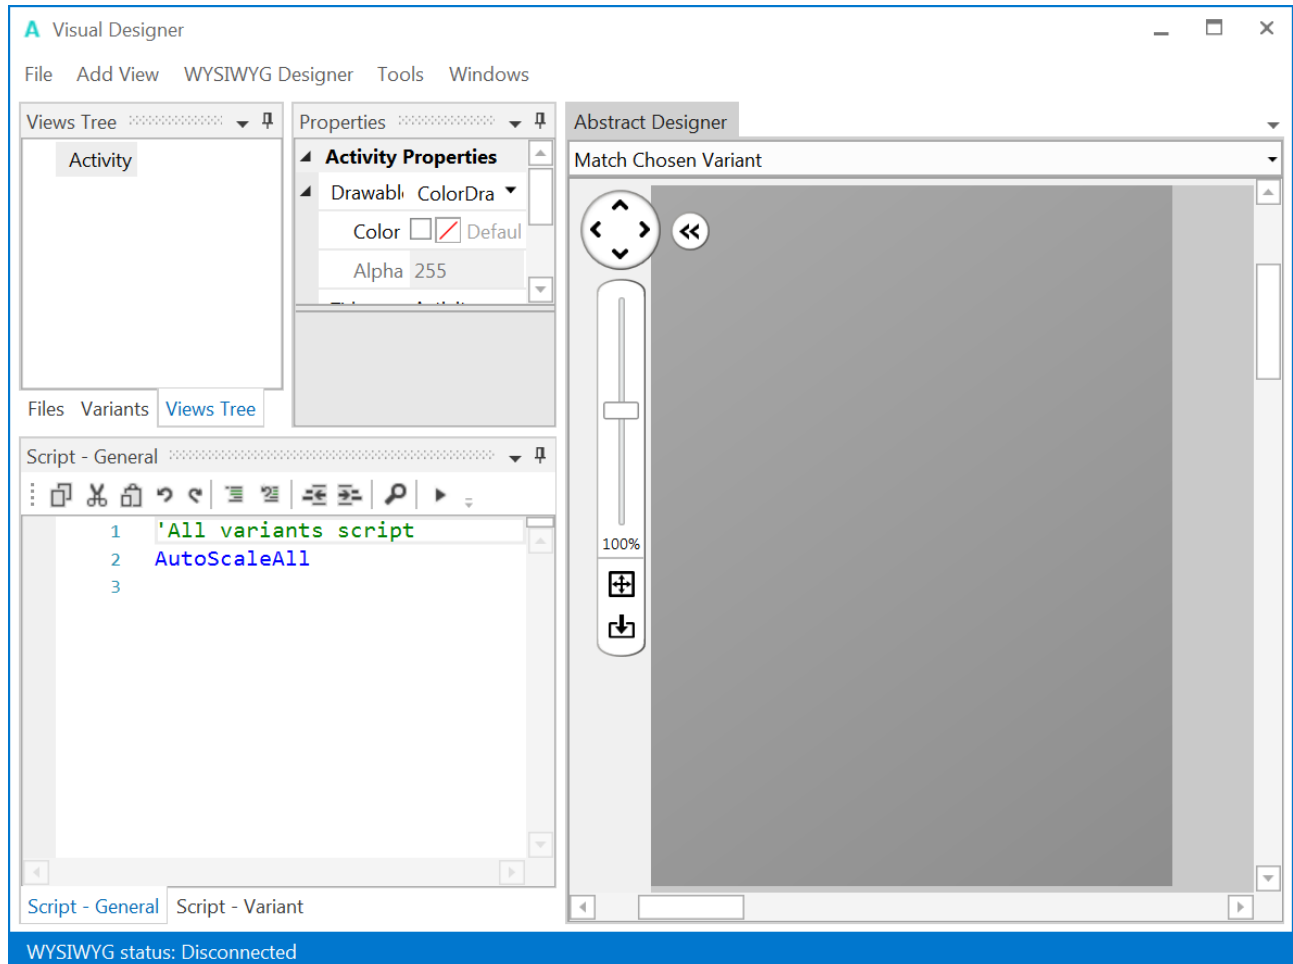 A Visual Designer
File Add View WYSIWYG Designer Tools Windows
Views Tree
Activity
Files Variants Views Tree
Properties
Activity Properties
Drawabl ColorDra
Color Defaul
Alpha 255
Script - General
1 'All variants script
2 AutoScaleAll
3
Script - General Script - Variant
Abstract Designer
Match Chosen Variant
100%
WYSIWYG status: Disconnected